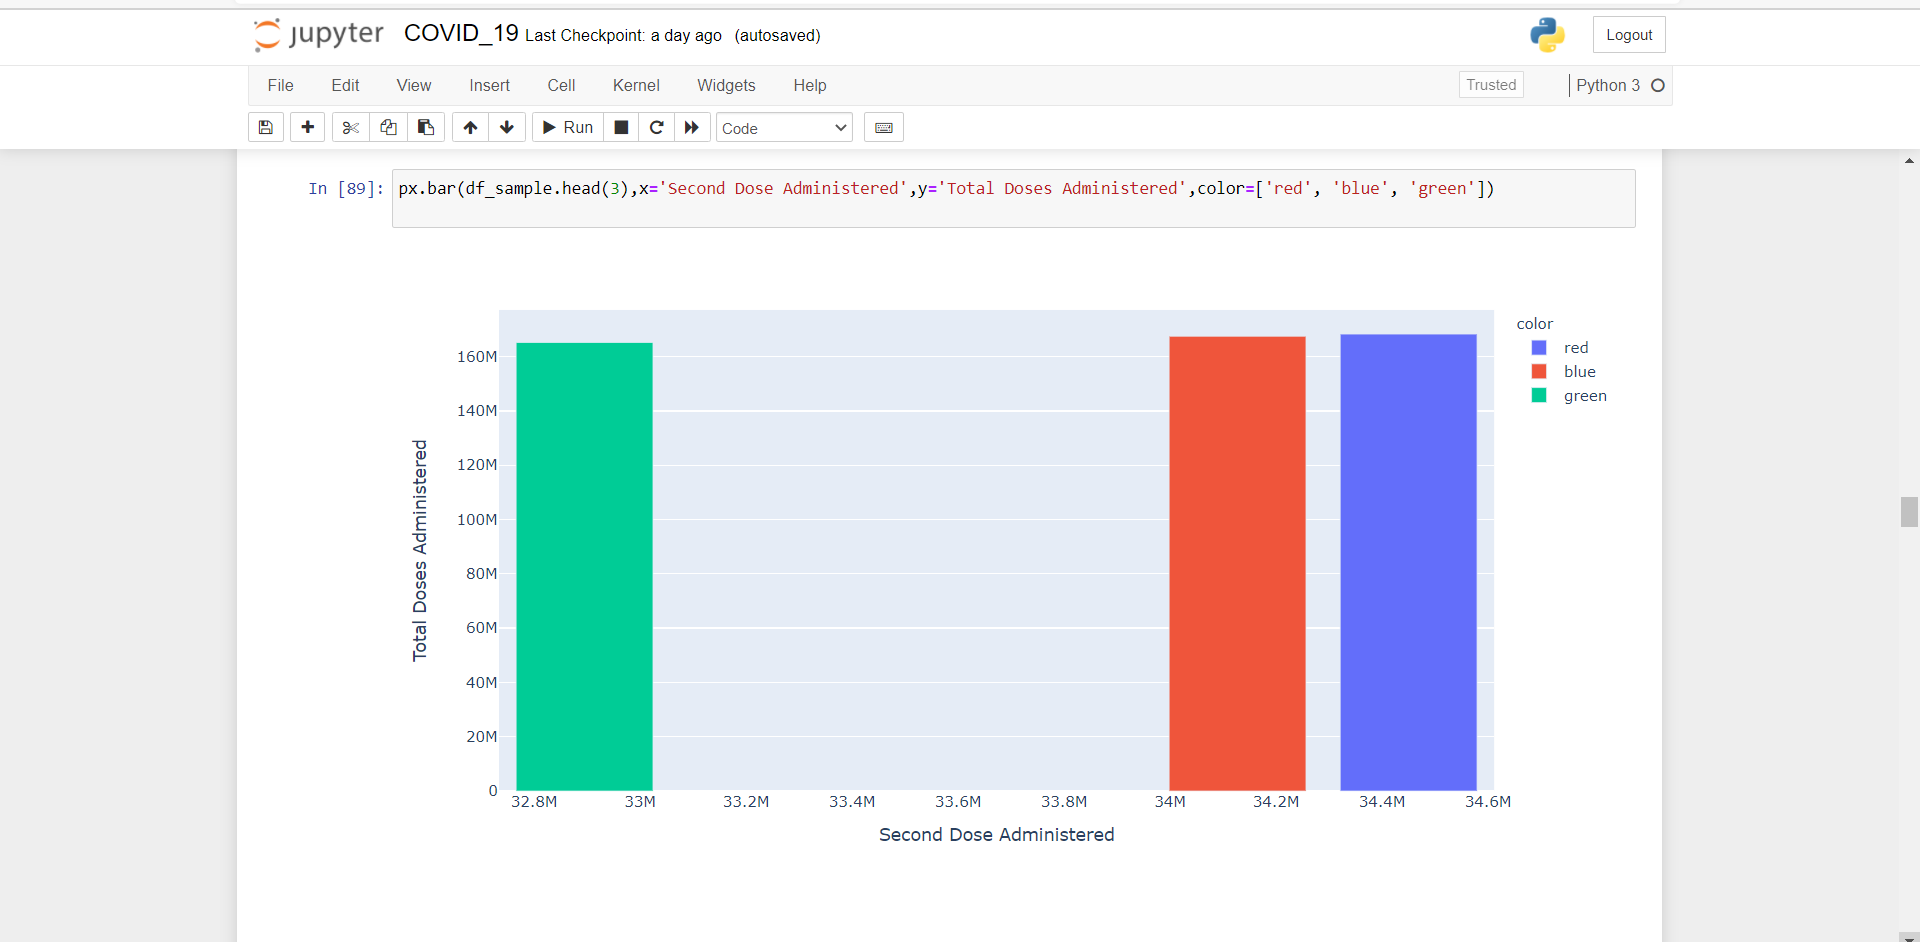 jupyter COVID_19 Last Checkpoint: a day ago (autosaved) Logout
File Edit View Insert Cell Kernel Widgets Help Trusted Python 3
Run Code
In [89]: px.bar(df_sample.head(3),x='Second Dose Administered',y='Total Doses Administered',color=['red', 'blue', 'green'])
color
red
blue
green
Total Doses Administered
160M
140M
120M
100M
80M
60M
40M
20M
0
32.8M 33M 33.2M 33.4M 33.6M 33.8M 34M 34.2M 34.4M 34.6M
Second Dose Administered